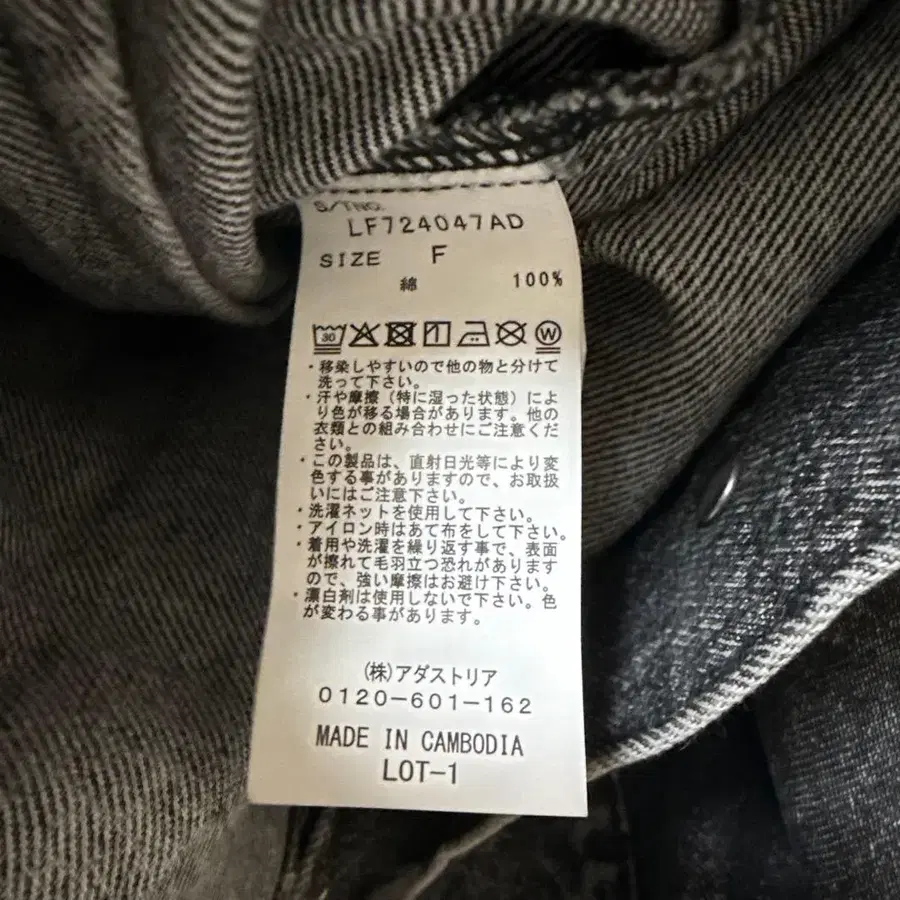 S/TNO.
LF724047AD
SIZE F
綿 100%
30 W
・移染しやすいので他の物と分けて
洗って下さい。
・汗や摩擦（特に湿った状態）によ
り色が移る場合があります。他の
衣類との組み合わせにご注意くだ
さい。
・この製品は、直射日光等により変
色する事がありますので、お取扱
いにはご注意下さい。
・洗濯ネットを使用して下さい。
・アイロン時はあて布をして下さい。
・着用や洗濯を繰り返す事で、表面
が擦れて毛羽立つ恐れがあります
ので、強い摩擦はお避け下さい。
・漂白剤は使用しないで下さい。色
が変わる事があります。
(株)アダストリア
0120-601-162
MADE IN CAMBODIA
LOT-1